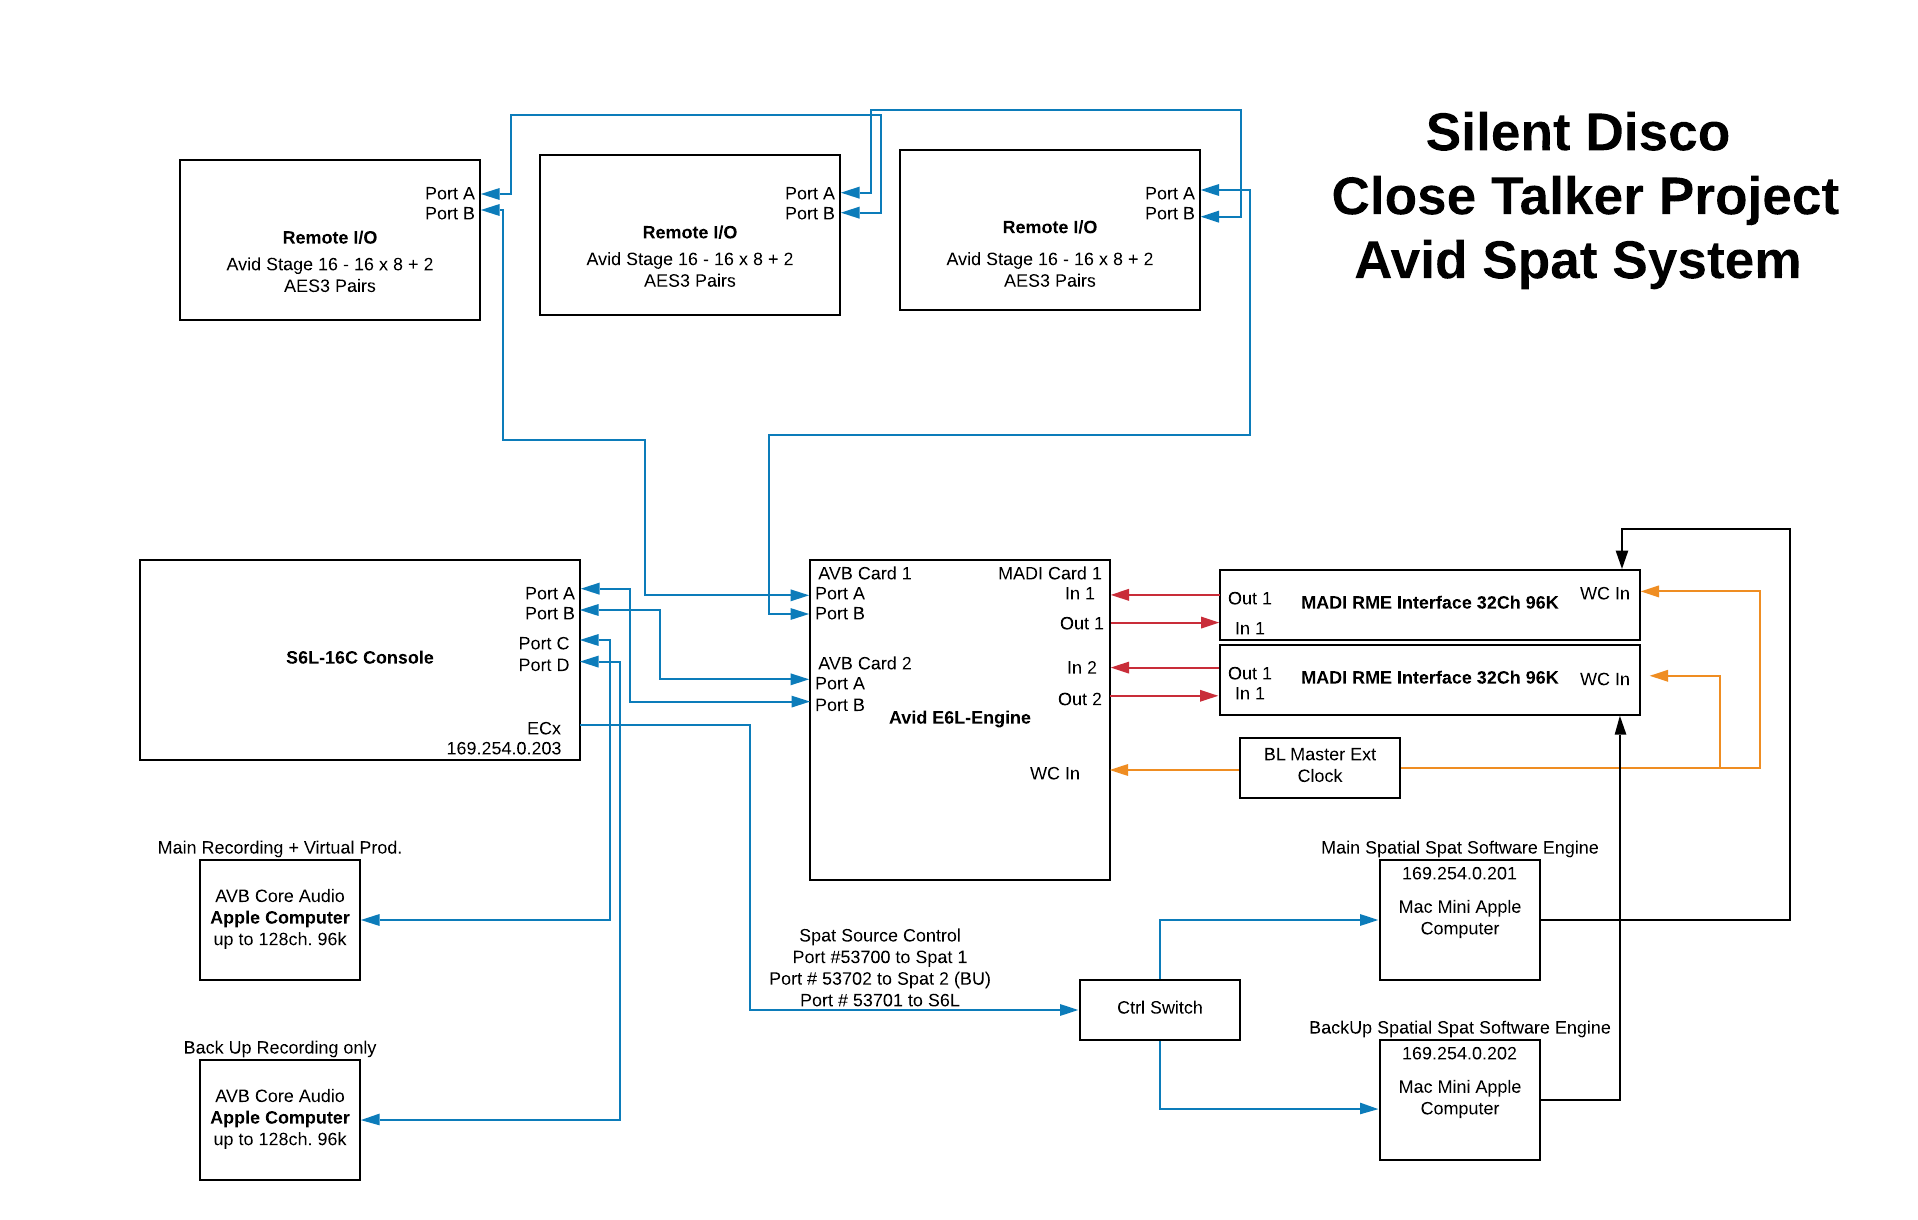 Silent Disco
Close Talker Project
Avid Spat System
Port A
Port B
Remote I/O
Avid Stage 16 - 16 x 8 + 2
AES3 Pairs
Port A
Port B
Remote I/O
Avid Stage 16 - 16 x 8 + 2
AES3 Pairs
Port A
Port B
Remote I/O
Avid Stage 16 - 16 x 8 + 2
AES3 Pairs
Port A
Port B
Port C
Port D
S6L-16C Console
ECx
169.254.0.203
AVB Card 1
Port A
Port B
AVB Card 2
Port A
Port B
Avid E6L-Engine
MADI Card 1
In 1
Out 1
In 2
Out 2
WC In
Out 1
In 1
MADI RME Interface 32Ch 96K
WC In
Out 1
In 1
MADI RME Interface 32Ch 96K
WC In
BL Master Ext
Clock
Main Recording + Virtual Prod.
AVB Core Audio
Apple Computer
up to 128ch. 96k
Back Up Recording only
AVB Core Audio
Apple Computer
up to 128ch. 96k
Spat Source Control
Port #53700 to Spat 1
Port # 53702 to Spat 2 (BU)
Port # 53701 to S6L
Ctrl Switch
Main Spatial Spat Software Engine
169.254.0.201
Mac Mini Apple
Computer
BackUp Spatial Spat Software Engine
169.254.0.202
Mac Mini Apple
Computer